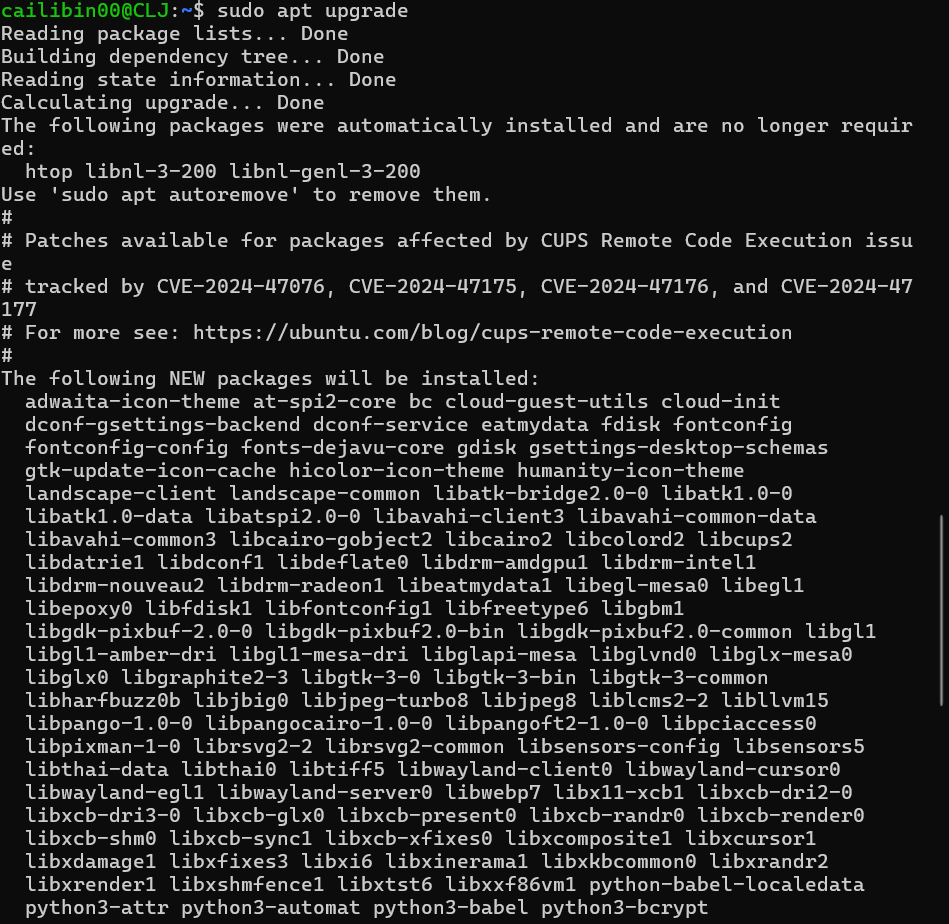 cailibin00@CLJ:~$ sudo apt upgrade
Reading package lists... Done
Building dependency tree... Done
Reading state information... Done
Calculating upgrade... Done
The following packages were automatically installed and are no longer requir
ed:
  htop libnl-3-200 libnl-genl-3-200
Use 'sudo apt autoremove' to remove them.
#
# Patches available for packages affected by CUPS Remote Code Execution issu
e
# tracked by CVE-2024-47076, CVE-2024-47175, CVE-2024-47176, and CVE-2024-47
177
# For more see: https://ubuntu.com/blog/cups-remote-code-execution
#
The following NEW packages will be installed:
  adwaita-icon-theme at-spi2-core bc cloud-guest-utils cloud-init
  dconf-gsettings-backend dconf-service eatmydata fdisk fontconfig
  fontconfig-config fonts-dejavu-core gdisk gsettings-desktop-schemas
  gtk-update-icon-cache hicolor-icon-theme humanity-icon-theme
  landscape-client landscape-common libatk-bridge2.0-0 libatk1.0-0
  libatk1.0-data libatspi2.0-0 libavahi-client3 libavahi-common-data
  libavahi-common3 libcairo-gobject2 libcairo2 libcolord2 libcups2
  libdatrie1 libdconf1 libdeflate0 libdrm-amdgpu1 libdrm-intel1
  libdrm-nouveau2 libdrm-radeon1 libeatmydata1 libegl-mesa0 libegl1
  libepoxy0 libfdisk1 libfontconfig1 libfreetype6 libgbm1
  libgdk-pixbuf-2.0-0 libgdk-pixbuf2.0-bin libgdk-pixbuf2.0-common libgl1
  libgl1-amber-dri libgl1-mesa-dri libglapi-mesa libglvnd0 libglx-mesa0
  libglx0 libgraphite2-3 libgtk-3-0 libgtk-3-bin libgtk-3-common
  libharfbuzz0b libjbig0 libjpeg-turbo8 libjpeg8 liblcms2-2 libllvm15
  libpango-1.0-0 libpangocairo-1.0-0 libpangoft2-1.0-0 libpciaccess0
  libpixman-1-0 librsvg2-2 librsvg2-common libsensors-config libsensors5
  libthai-data libthai0 libtiff5 libwayland-client0 libwayland-cursor0
  libwayland-egl1 libwayland-server0 libwebp7 libx11-xcb1 libxcb-dri2-0
  libxcb-dri3-0 libxcb-glx0 libxcb-present0 libxcb-randr0 libxcb-render0
  libxcb-shm0 libxcb-sync1 libxcb-xfixes0 libxcomposite1 libxcursor1
  libxdamage1 libxfixes3 libxi6 libxinerama1 libxkbcommon0 libxrandr2
  libxrender1 libxshmfence1 libxtst6 libxxf86vm1 python-babel-localedata
  python3-attr python3-automat python3-babel python3-bcrypt